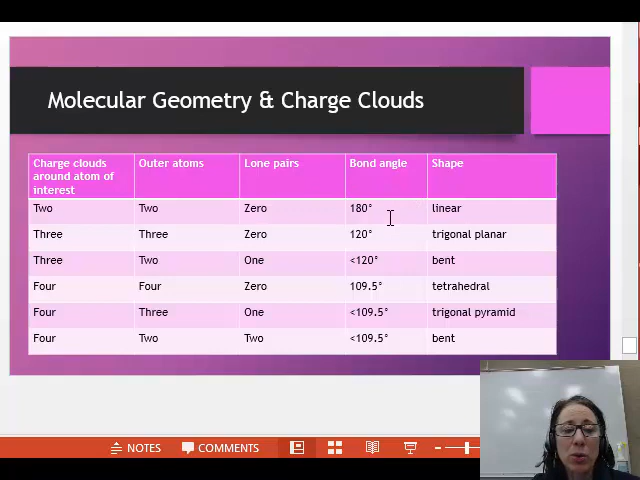 Molecular Geometry & Charge Clouds
Charge clouds around atom of interest Outer atoms Lone pairs Bond angle Shape
Two Two Zero 180° linear
Three Three Zero 120° trigonal planar
Three Two One <120° bent
Four Four Zero 109.5° tetrahedral
Four Three One <109.5° trigonal pyramid
Four Two Two <109.5° bent
NOTES COMMENTS